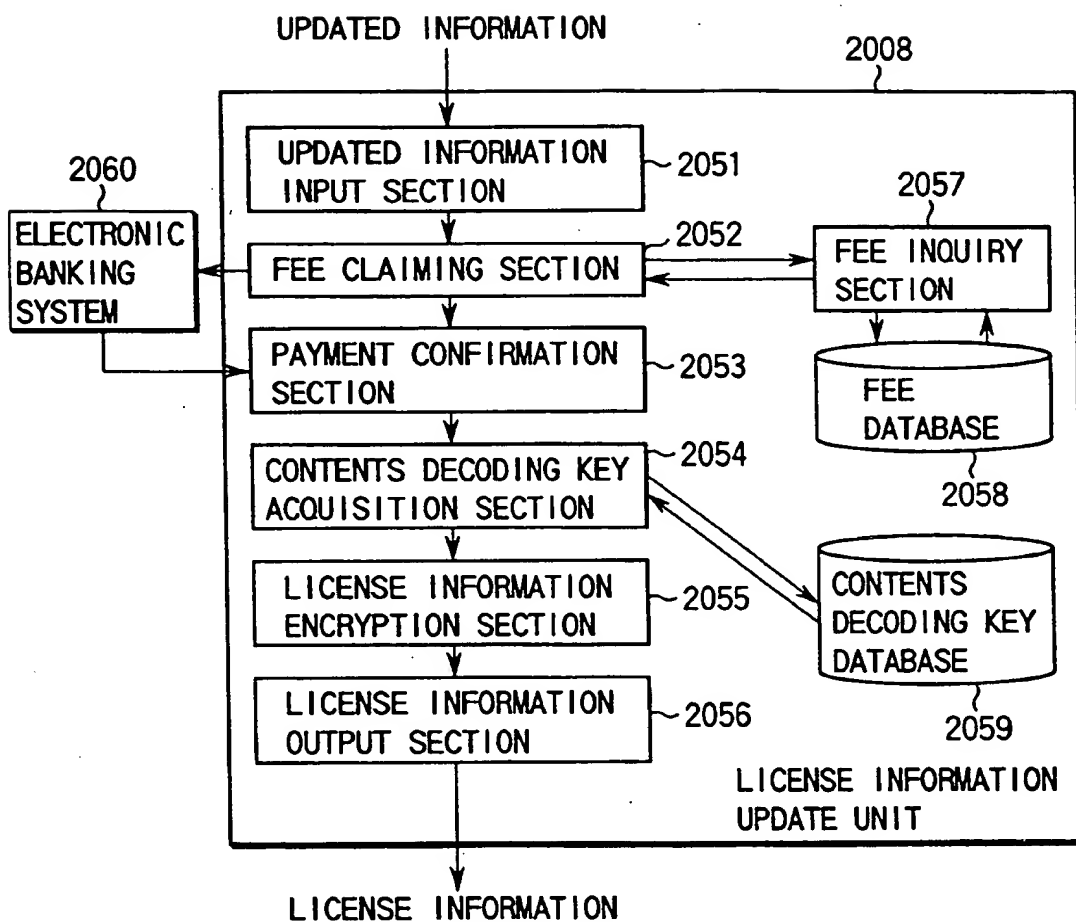 UPDATED INFORMATION
2008
UPDATED INFORMATION
INPUT SECTION
2051
2060
ELECTRONIC
BANKING
SYSTEM
FEE CLAIMING SECTION
2052
2057
FEE INQUIRY
SECTION
PAYMENT CONFIRMATION
SECTION
2053
FEE
DATABASE
2058
CONTENTS DECODING KEY
ACQUISITION SECTION
2054
LICENSE INFORMATION
ENCRYPTION SECTION
2055
CONTENTS
DECODING KEY
DATABASE
2059
LICENSE INFORMATION
OUTPUT SECTION
2056
LICENSE INFORMATION
UPDATE UNIT
LICENSE INFORMATION